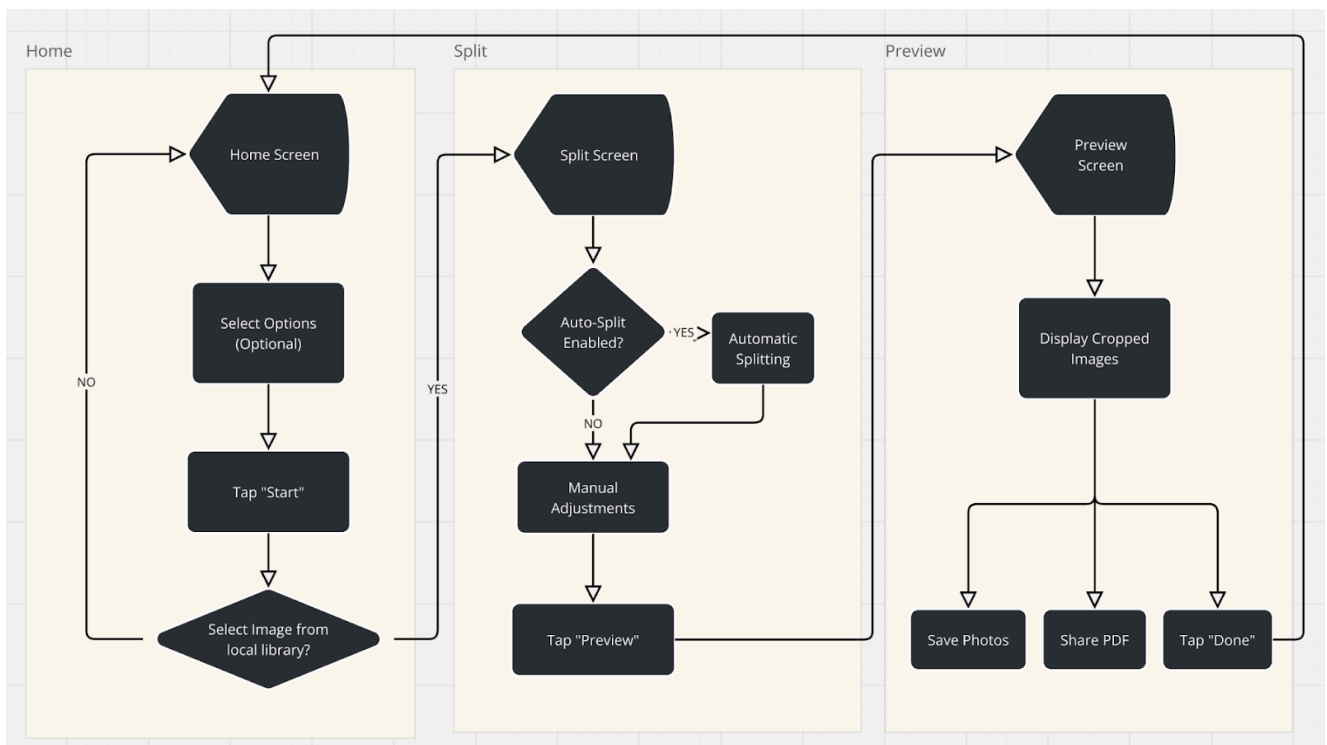 Home
Home Screen
Select Options
(Optional)
NO
Tap "Start"
Select Image from
local library?
YES
Split
Split Screen
Auto-Split
Enabled?
YES
Automatic
Splitting
NO
Manual
Adjustments
Tap "Preview"
Preview
Preview
Screen
Display Cropped
Images
Save Photos
Share PDF
Tap "Done"